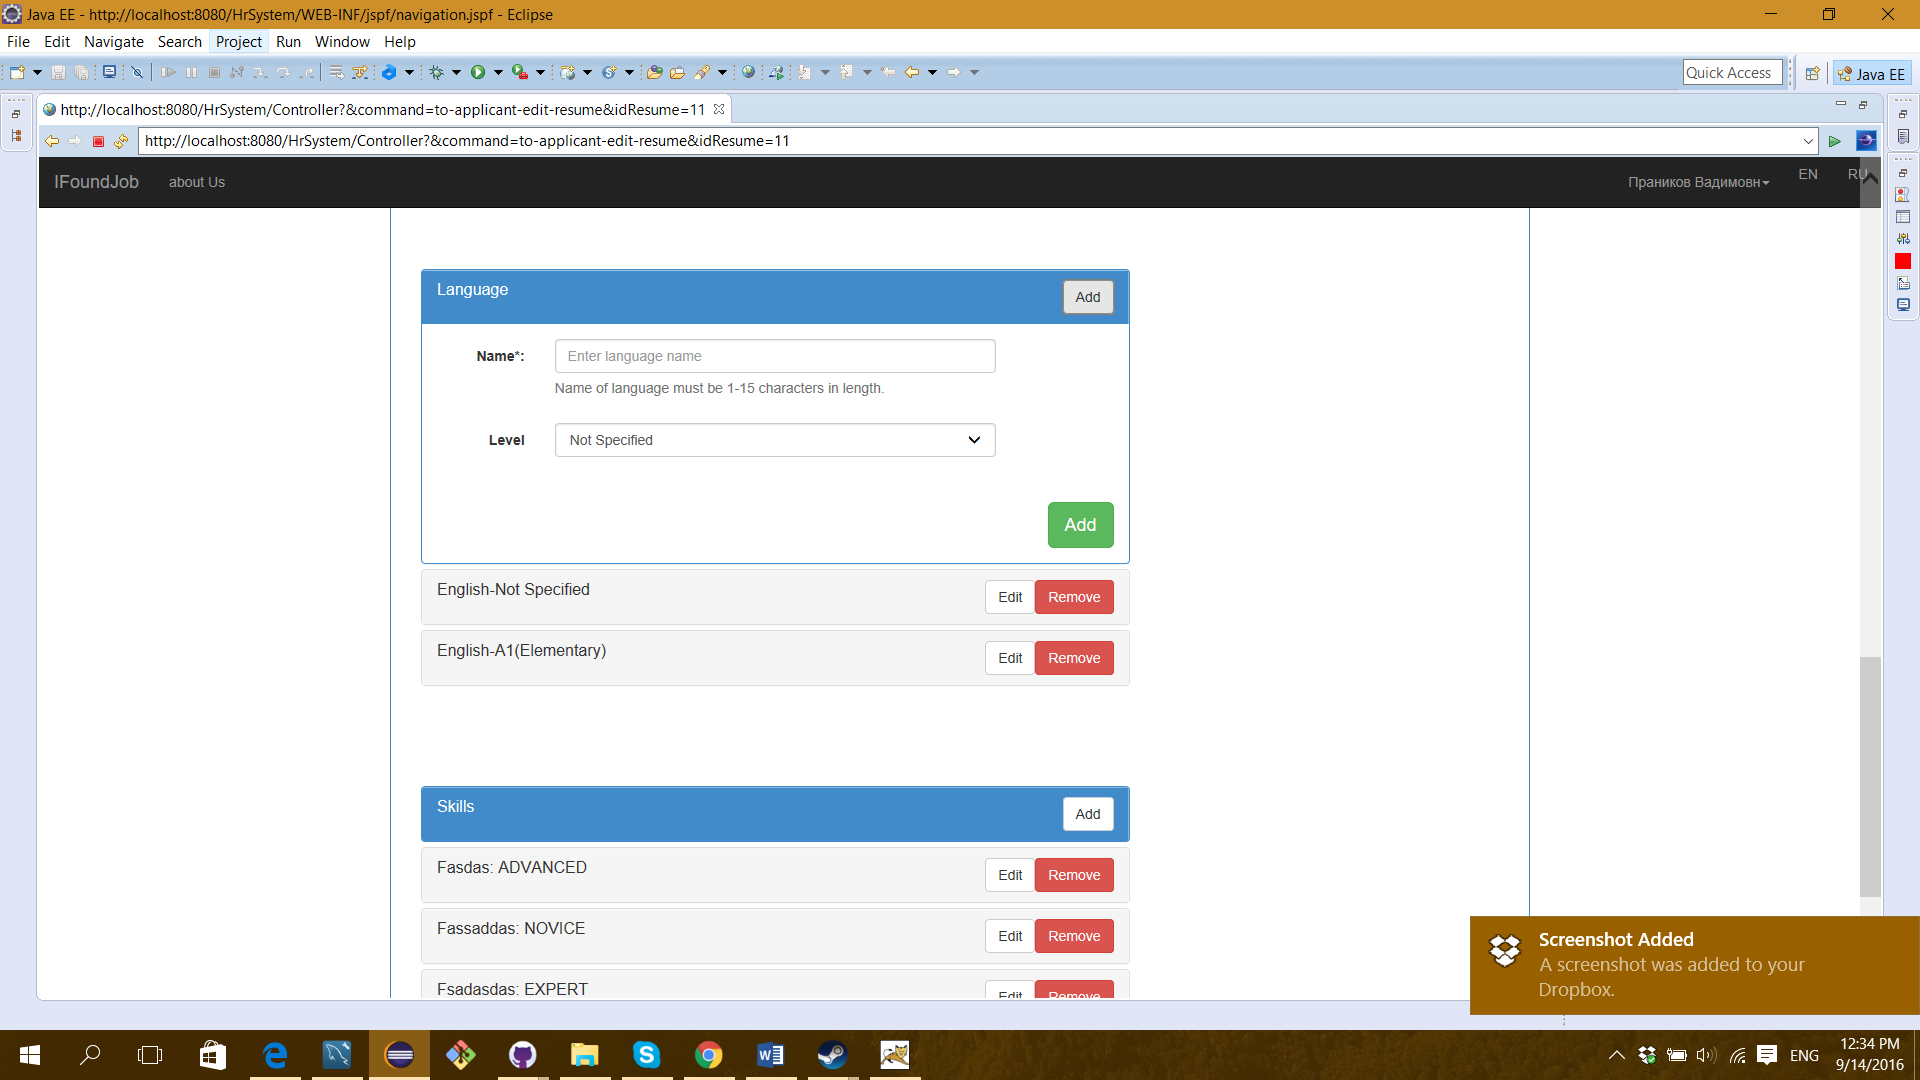 Java EE - http://localhost:8080/HrSystem/WEB-INF/jspf/navigation.jspf - Eclipse
File Edit Navigate Search Project Run Window Help
Quick Access
Java EE
http://localhost:8080/HrSystem/Controller?&command=to-applicant-edit-resume&idResume=11
http://localhost:8080/HrSystem/Controller?&command=to-applicant-edit-resume&idResume=11
IFoundJob about Us Праников Вадимовн EN RU
Language Add
Name*: Enter language name
Name of language must be 1-15 characters in length.
Level Not Specified
Add
English-Not Specified Edit Remove
English-A1(Elementary) Edit Remove
Skills Add
Fasdas: ADVANCED Edit Remove
Fassaddas: NOVICE Edit Remove
Fsadasdas: EXPERT Edit Remove
Screenshot Added
A screenshot was added to your
Dropbox.
ENG
12:34 PM
9/14/2016